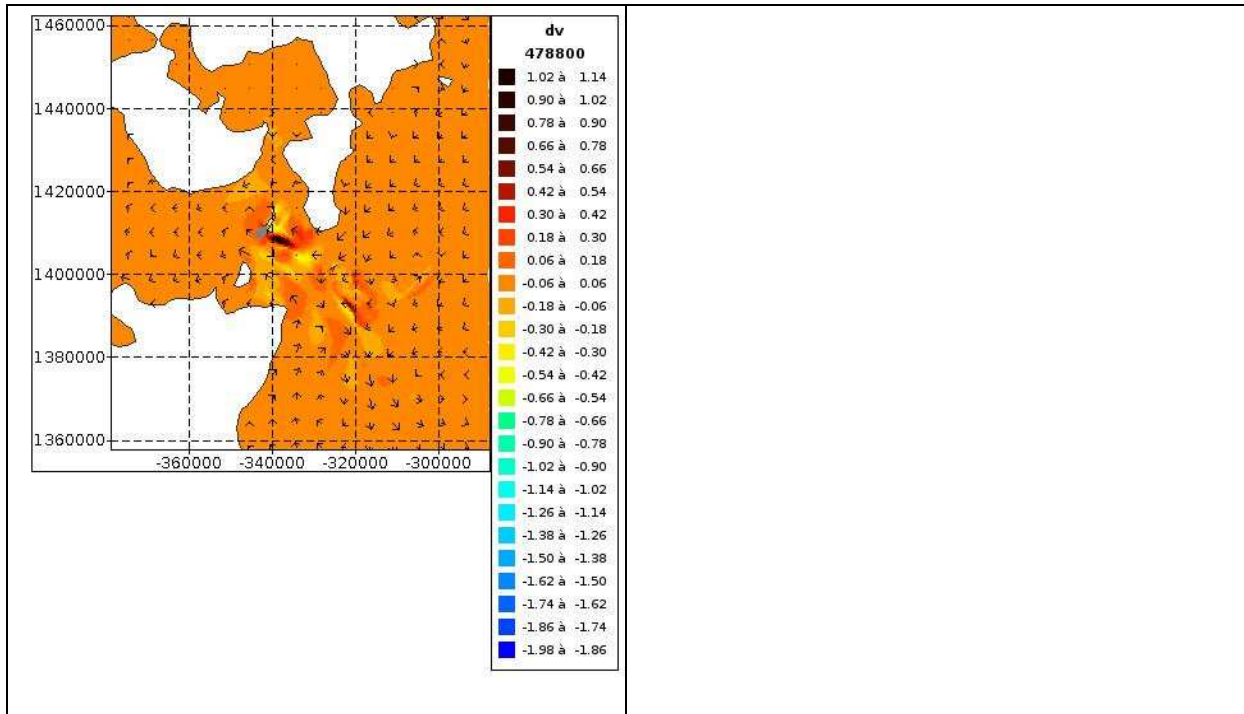 1460000
1440000
1420000
1400000
1380000
1360000
-360000 -340000 -320000 -300000
dv
478800
1.02 à 1.14
0.90 à 1.02
0.78 à 0.90
0.66 à 0.78
0.54 à 0.66
0.42 à 0.54
0.30 à 0.42
0.18 à 0.30
0.06 à 0.18
-0.06 à 0.06
-0.18 à -0.06
-0.30 à -0.18
-0.42 à -0.30
-0.54 à -0.42
-0.66 à -0.54
-0.78 à -0.66
-0.90 à -0.78
-1.02 à -0.90
-1.14 à -1.02
-1.26 à -1.14
-1.38 à -1.26
-1.50 à -1.38
-1.62 à -1.50
-1.74 à -1.62
-1.86 à -1.74
-1.98 à -1.86